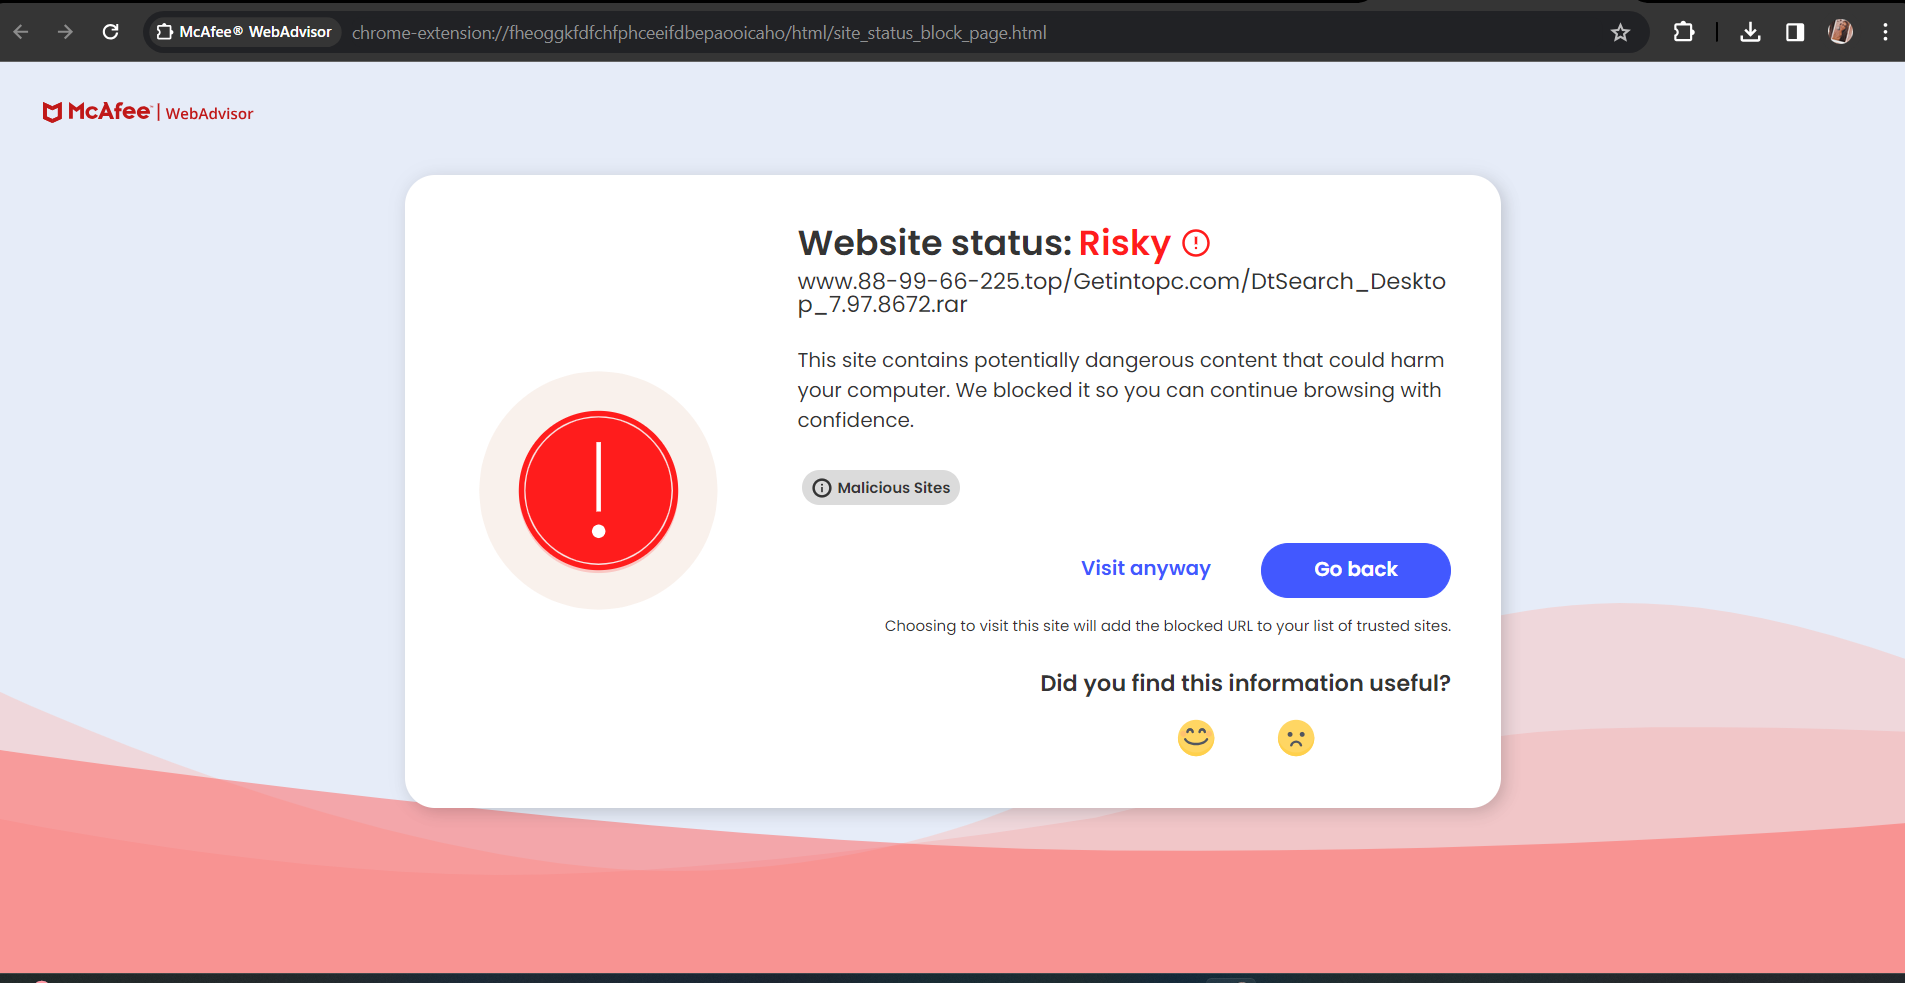 McAfee® WebAdvisor chrome-extension://fheoggkfdfchfphceeifdbepaooicaho/html/site_status_block_page.html
McAfee™ | WebAdvisor
Website status: Risky
www.88-99-66-225.top/Getintopc.com/DtSearch_Deskto
p_7.97.8672.rar
This site contains potentially dangerous content that could harm
your computer. We blocked it so you can continue browsing with
confidence.
Malicious Sites
Visit anyway Go back
Choosing to visit this site will add the blocked URL to your list of trusted sites.
Did you find this information useful?